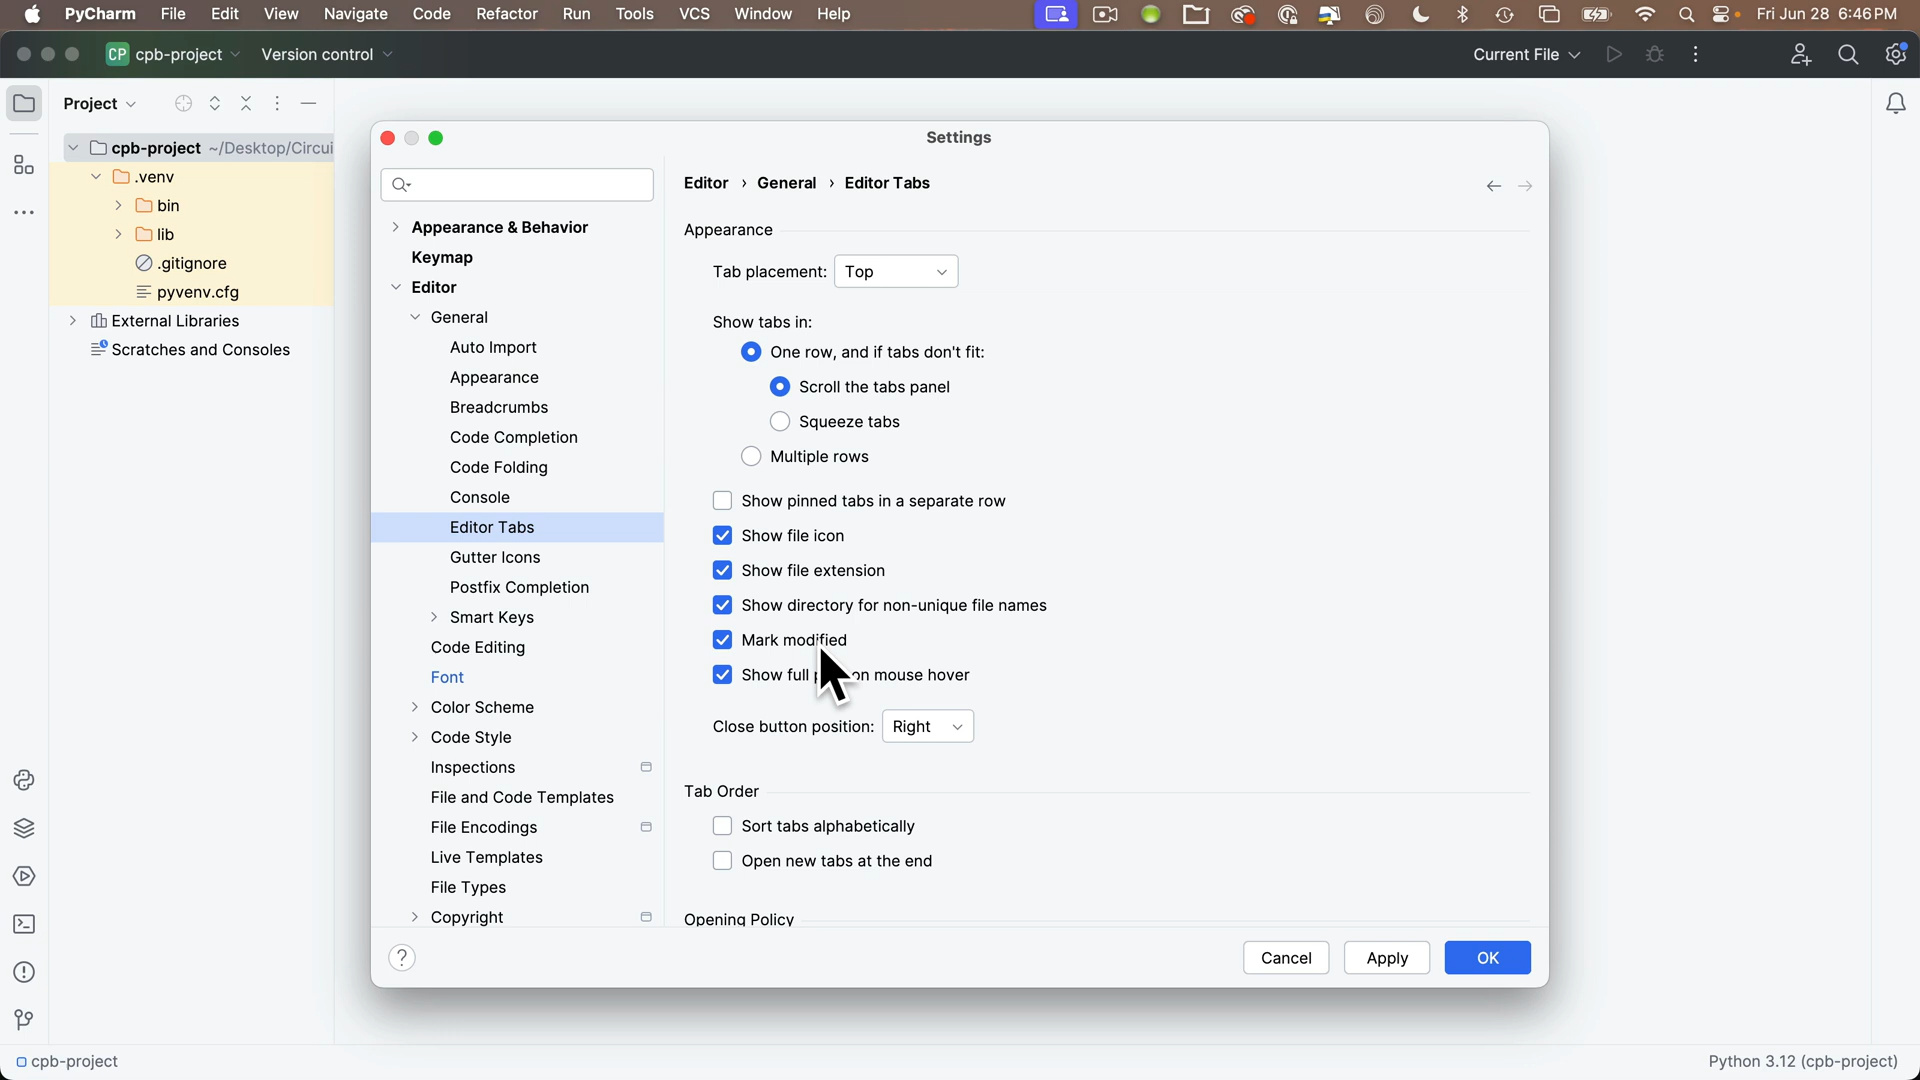 PyCharm File Edit View Navigate Code Refactor Run Tools VCS Window Help Fri Jun 28 6:46 PM
CP cpb-project Version control Current File
Project
cpb-project ~/Desktop/Circui
.venv
bin
lib
.gitignore
pyvenv.cfg
External Libraries
Scratches and Consoles
Settings
Appearance & Behavior
Keymap
Editor
General
Auto Import
Appearance
Breadcrumbs
Code Completion
Code Folding
Console
Editor Tabs
Gutter Icons
Postfix Completion
Smart Keys
Code Editing
Font
Color Scheme
Code Style
Inspections
File and Code Templates
File Encodings
Live Templates
File Types
Copyright
Editor › General › Editor Tabs
Appearance
Tab placement: Top
Show tabs in:
One row, and if tabs don't fit:
Scroll the tabs panel
Squeeze tabs
Multiple rows
Show pinned tabs in a separate row
Show file icon
Show file extension
Show directory for non-unique file names
Mark modified
Show full on mouse hover
Close button position: Right
Tab Order
Sort tabs alphabetically
Open new tabs at the end
Opening Policy
? Cancel Apply OK
cpb-project Python 3.12 (cpb-project)